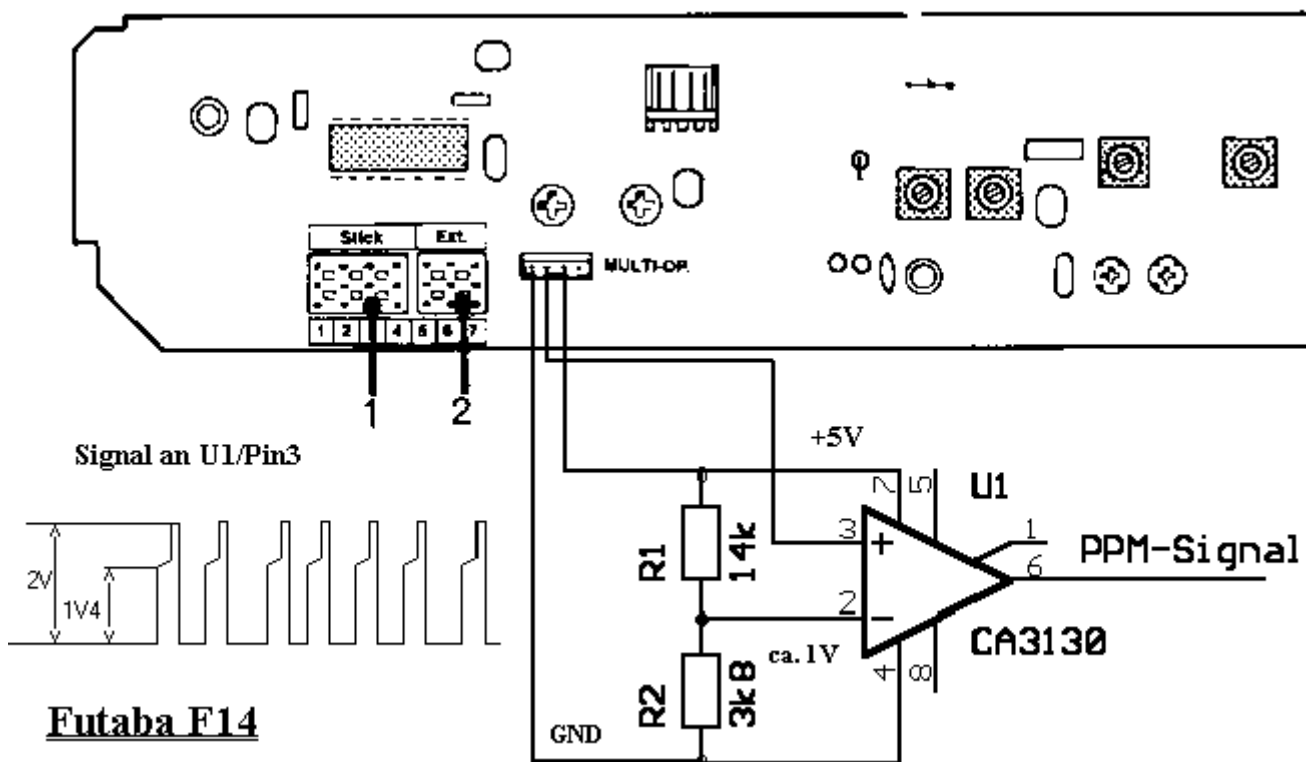 Stick Ext.
MULTI-OP.
1 2 4 5 6 7
1 2
Signal an U1/Pin3
+5V
2V
1V4
R1
14k
R2
3k8
ca.1V
GND
7
5
3
+
2
-
4
8
1
6
U1
CA3130
PPM-Signal
Futaba F14